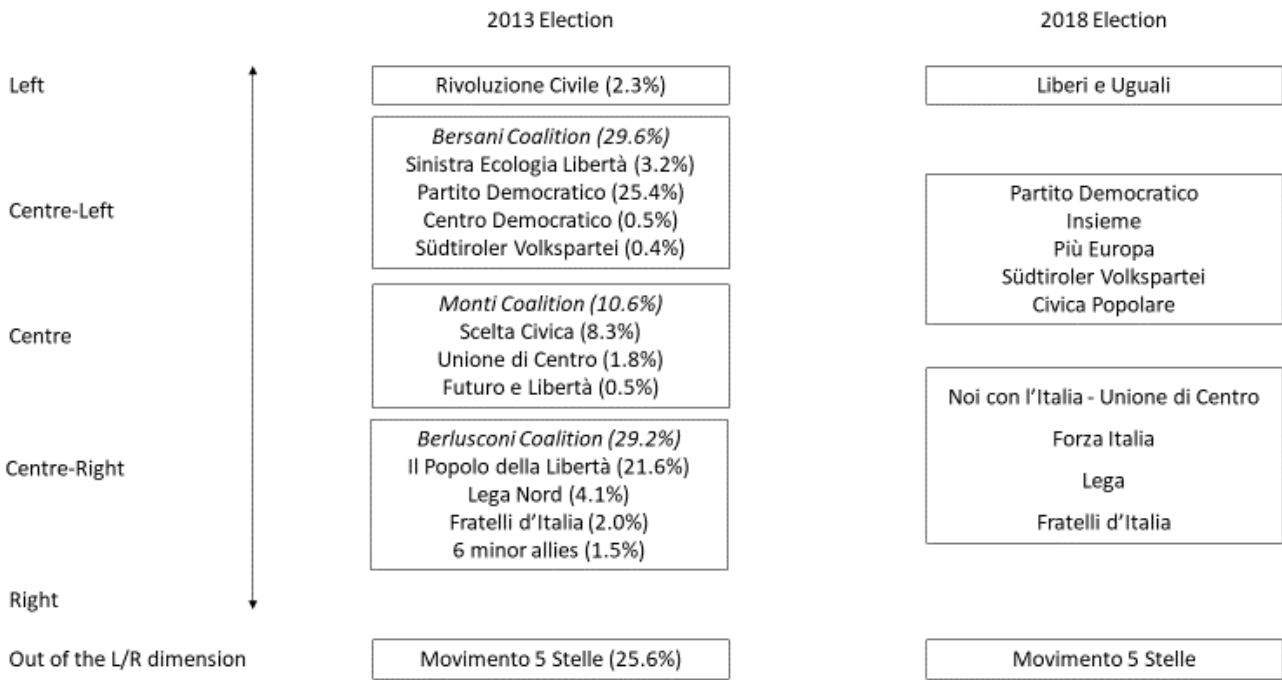 2013 Election
2018 Election
Left
Rivoluzione Civile (2.3%)
Liberi e Uguali
Centre-Left
Bersani Coalition (29.6%)
Sinistra Ecologia Libertà (3.2%)
Partito Democratico (25.4%)
Centro Democratico (0.5%)
Südtiroler Volkspartei (0.4%)
Partito Democratico
Insieme
Più Europa
Südtiroler Volkspartei
Civica Popolare
Centre
Monti Coalition (10.6%)
Scelta Civica (8.3%)
Unione di Centro (1.8%)
Futuro e Libertà (0.5%)
Centre-Right
Berlusconi Coalition (29.2%)
Il Popolo della Libertà (21.6%)
Lega Nord (4.1%)
Fratelli d'Italia (2.0%)
6 minor allies (1.5%)
Noi con l'Italia - Unione di Centro
Forza Italia
Lega
Fratelli d'Italia
Right
Out of the L/R dimension
Movimento 5 Stelle (25.6%)
Movimento 5 Stelle